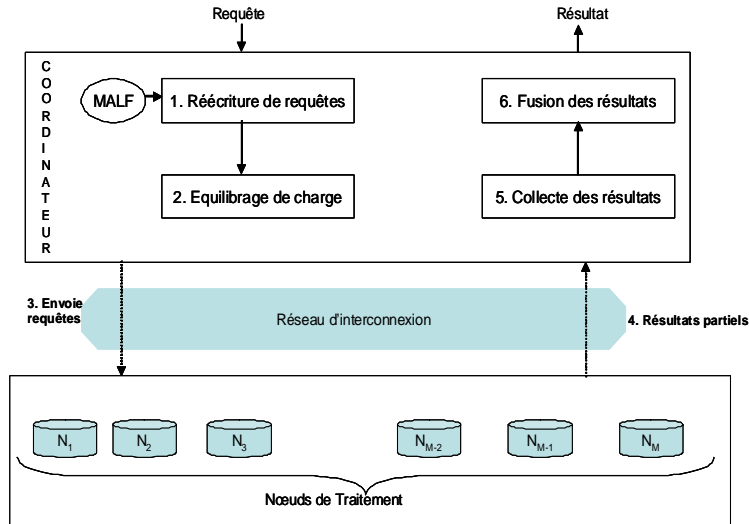 Requête
Résultat
COORDINATEUR
MALF
1. Réécriture de requêtes
6. Fusion des résultats
2. Equilibrage de charge
5. Collecte des résultats
3. Envoie
requêtes
Réseau d'interconnexion
4. Résultats partiels
N1
N2
N3
NM-2
NM-1
NM
Nœuds de Traitement